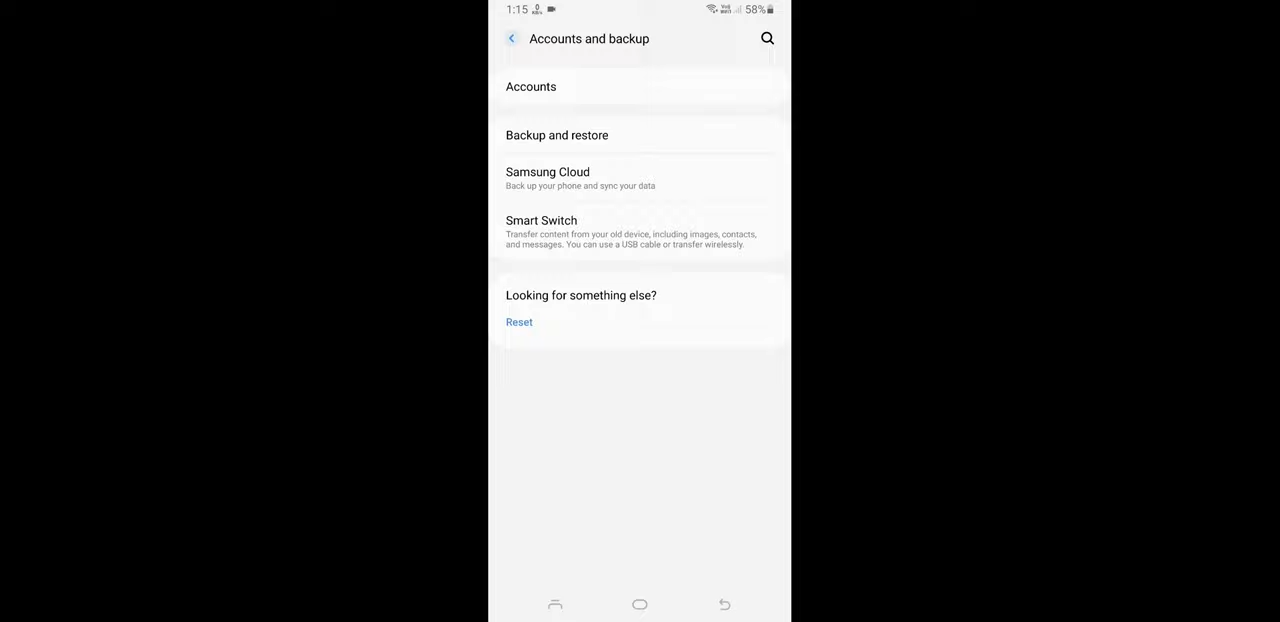 1:15 58%
Accounts and backup
Accounts
Backup and restore
Samsung Cloud
Back up your phone and sync your data
Smart Switch
Transfer content from your old device, including images, contacts,
and messages. You can use a USB cable or transfer wirelessly.
Looking for something else?
Reset